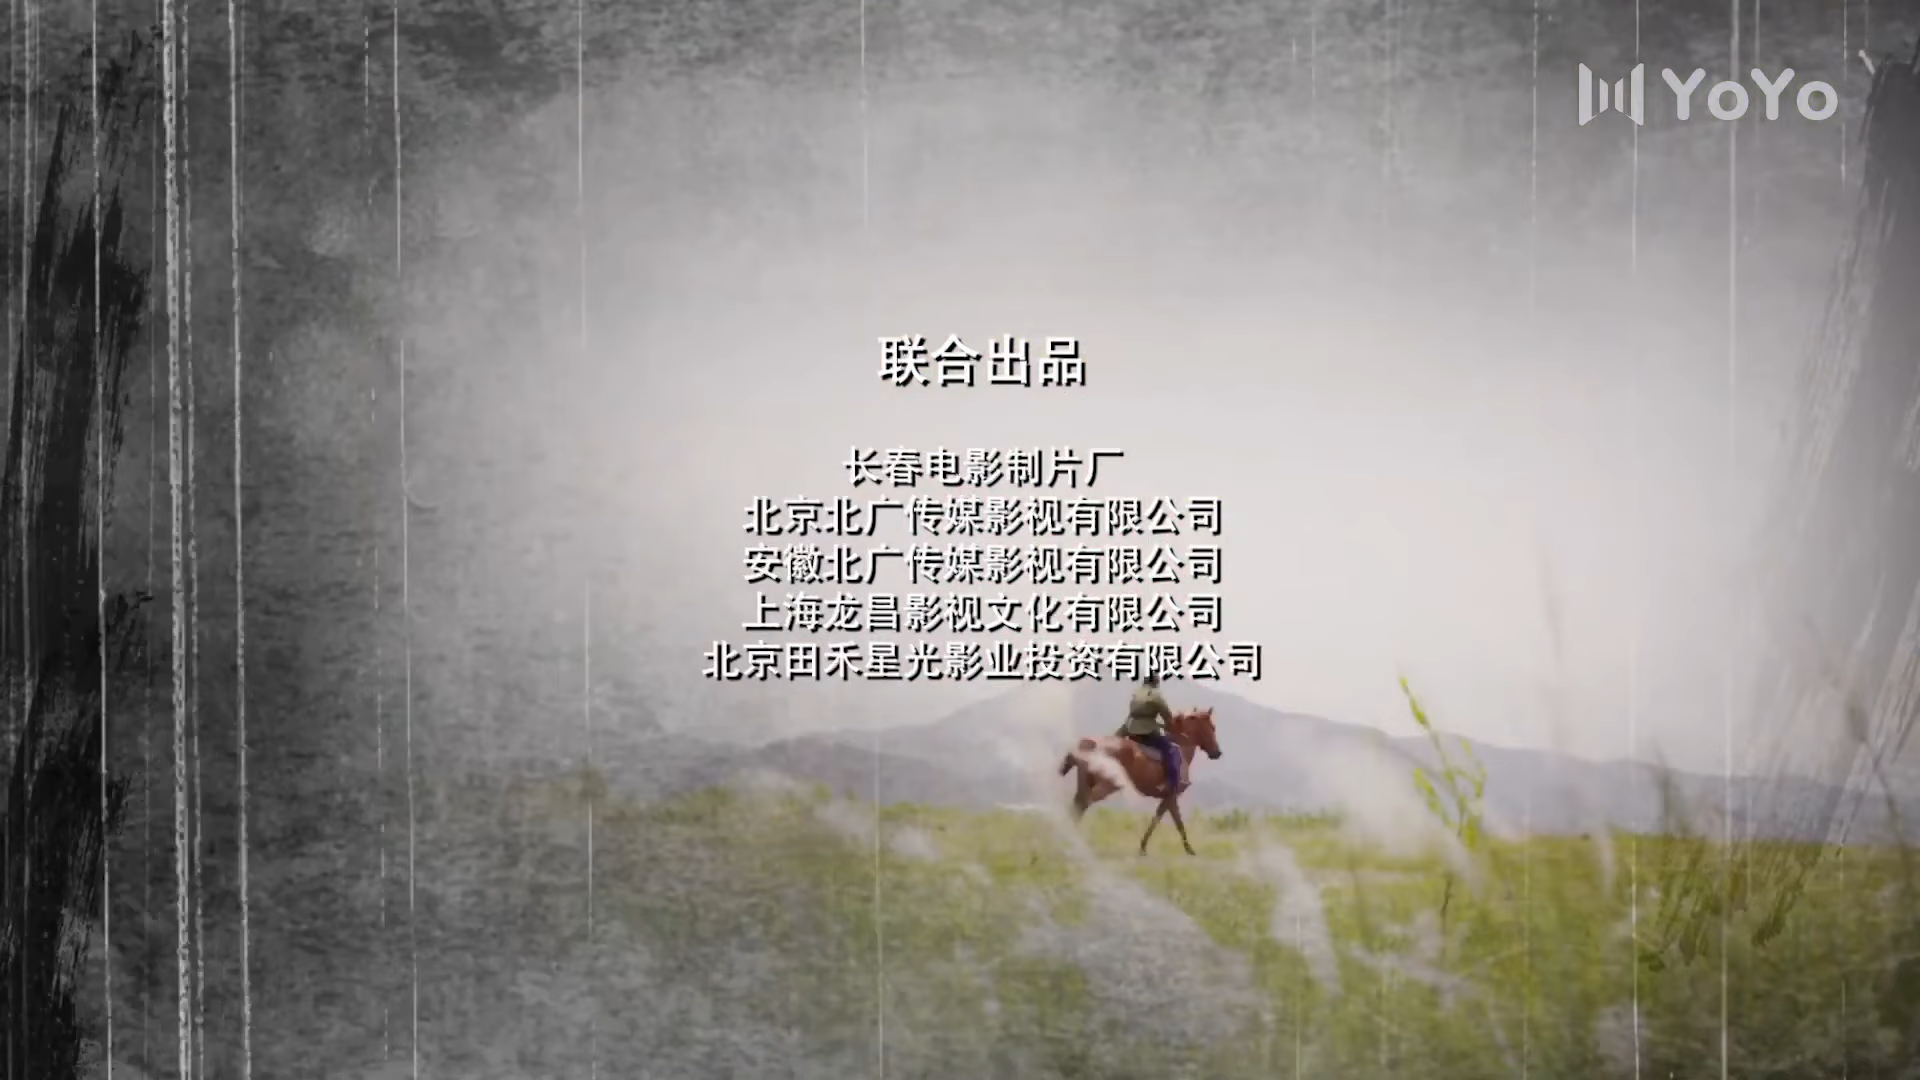 YoYo
联合出品
长春电影制片厂
北京北广传媒影视有限公司
安徽北广传媒影视有限公司
上海龙昌影视文化有限公司
北京田禾星光影业投资有限公司